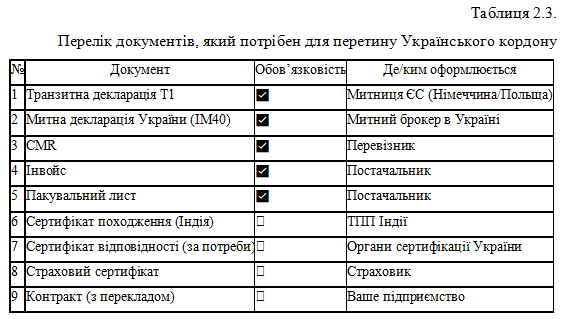 Таблиця 2.3.
Перелік документів, який потрібен для перетину Українського кордону
№ Документ Обов’язковість Де/ким оформлюється
1 Транзитна декларація T1 ☑ Митниця ЄС (Німеччина/Польща)
2 Митна декларація України (ІМ40) ☑ Митний брокер в Україні
3 CMR ☑ Перевізник
4 Інвойс ☑ Постачальник
5 Пакувальний лист ☑ Постачальник
6 Сертифікат походження (Індія) ▯ ТПП Індії
7 Сертифікат відповідності (за потреби) ▯ Органи сертифікації України
8 Страховий сертифікат ▯ Страховик
9 Контракт (з перекладом) ▯ Ваше підприємство